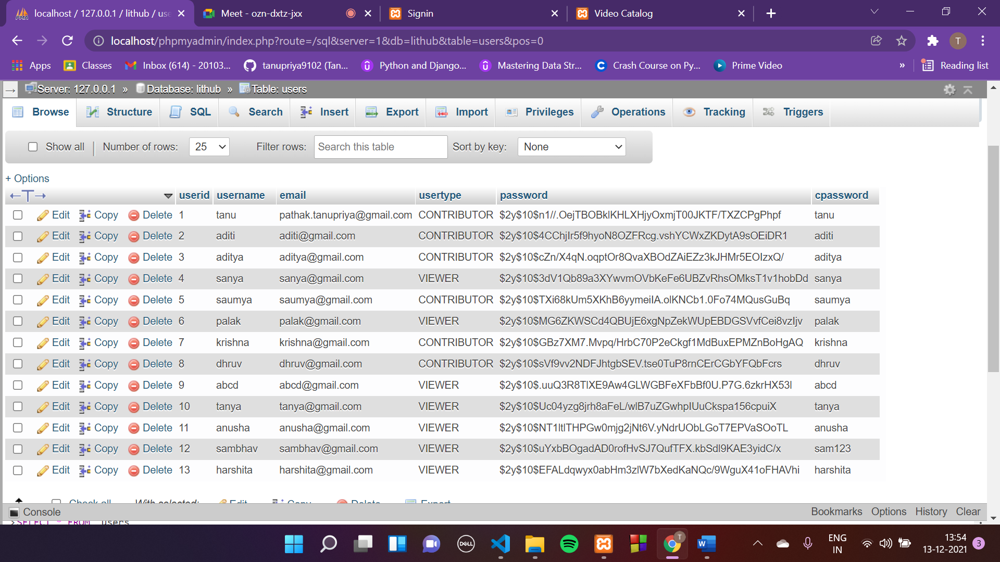 localhost / 127.0.0.1 / lithub / use
Meet - ozn-dxtz-jxx
Signin
Video Catalog
localhost/phpmyadmin/index.php?route=/sql&server=1&db=lithub&table=users&pos=0
T
Apps
Classes
Inbox (614) - 20103...
tanupriya9102 (Tan...
Python and Django...
Mastering Data Str...
Crash Course on Py...
Prime Video
»
Reading list
Server: 127.0.0.1 » Database: lithub » Table: users
Browse Structure SQL Search Insert Export Import Privileges Operations Tracking Triggers
Show all | Number of rows: 25 Filter rows: Search this table Sort by key: None
+ Options
←T→ userid username email usertype password cpassword
Edit Copy Delete 1 tanu pathak.tanupriya@gmail.com CONTRIBUTOR $2y$10$n1//.OejTBOBklKHLXHjyOxmjT00JKTF/TXZCPgPhpf tanu
Edit Copy Delete 2 aditi aditi@gmail.com CONTRIBUTOR $2y$10$4CChjIr5f9hyoN8OZFRcg.vshYCWxZKDytA9sOEiDR1 aditi
Edit Copy Delete 3 aditya aditya@gmail.com CONTRIBUTOR $2y$10$cZn/X4qN.oqptOr8QvaXBOdZAiEZz3kJHMr5EOIzxQ/ aditya
Edit Copy Delete 4 sanya sanya@gmail.com VIEWER $2y$10$3dV1Qb89a3XYwvmOVbKeFe6UBZvRhsOMksT1v1hobDd sanya
Edit Copy Delete 5 saumya saumya@gmail.com CONTRIBUTOR $2y$10$TXi68kUm5XKhB6yymeiIA.olKNCb1.0Fo74MQusGuBq saumya
Edit Copy Delete 6 palak palak@gmail.com VIEWER $2y$10$MG6ZKWSCd4QBUjE6xgNpZekWUpEBDGSVvfCei8vzIjv palak
Edit Copy Delete 7 krishna krishna@gmail.com CONTRIBUTOR $2y$10$GBz7XM7.Mvpq/HrbC70P2eCkgf1MdBuxEPMZnBoHgAQ krishna
Edit Copy Delete 8 dhruv dhruv@gmail.com CONTRIBUTOR $2y$10$sVf9vv2NDFJhtgbSEV.tse0TuP8rnCErCGbYFQbFcrs dhruv
Edit Copy Delete 9 abcd abcd@gmail.com VIEWER $2y$10$.uuQ3R8TlXE9Aw4GLWGBFeXFbBf0U.P7G.6zkrHX53l abcd
Edit Copy Delete 10 tanya tanya@gmail.com VIEWER $2y$10$Uc04yzg8jrh8aFeL/wlB7uZGwhpIUuCkspa156cpuiX tanya
Edit Copy Delete 11 anusha anusha@gmail.com VIEWER $2y$10$NT1ltlTHPGw0mjg2jNt6V.yNdrUObLGoT7EPVaSOoTL anusha
Edit Copy Delete 12 sambhav sambhav@gmail.com VIEWER $2y$10$uYxbBOgadAD0rofHvSJ7QufTFX.kbSdl9KAE3yidC/x sam123
Edit Copy Delete 13 harshita harshita@gmail.com VIEWER $2y$10$EFALdqwyx0abHm3zlW7bXedKaNQc/9WguX41oFHAVhi harshita
Check all With selected: Edit Copy Delete Export
Console Bookmarks Options History Clear
>SELECT * FROM `users`
DELL
T
W
ENG
IN
13:54
13-12-2021
3